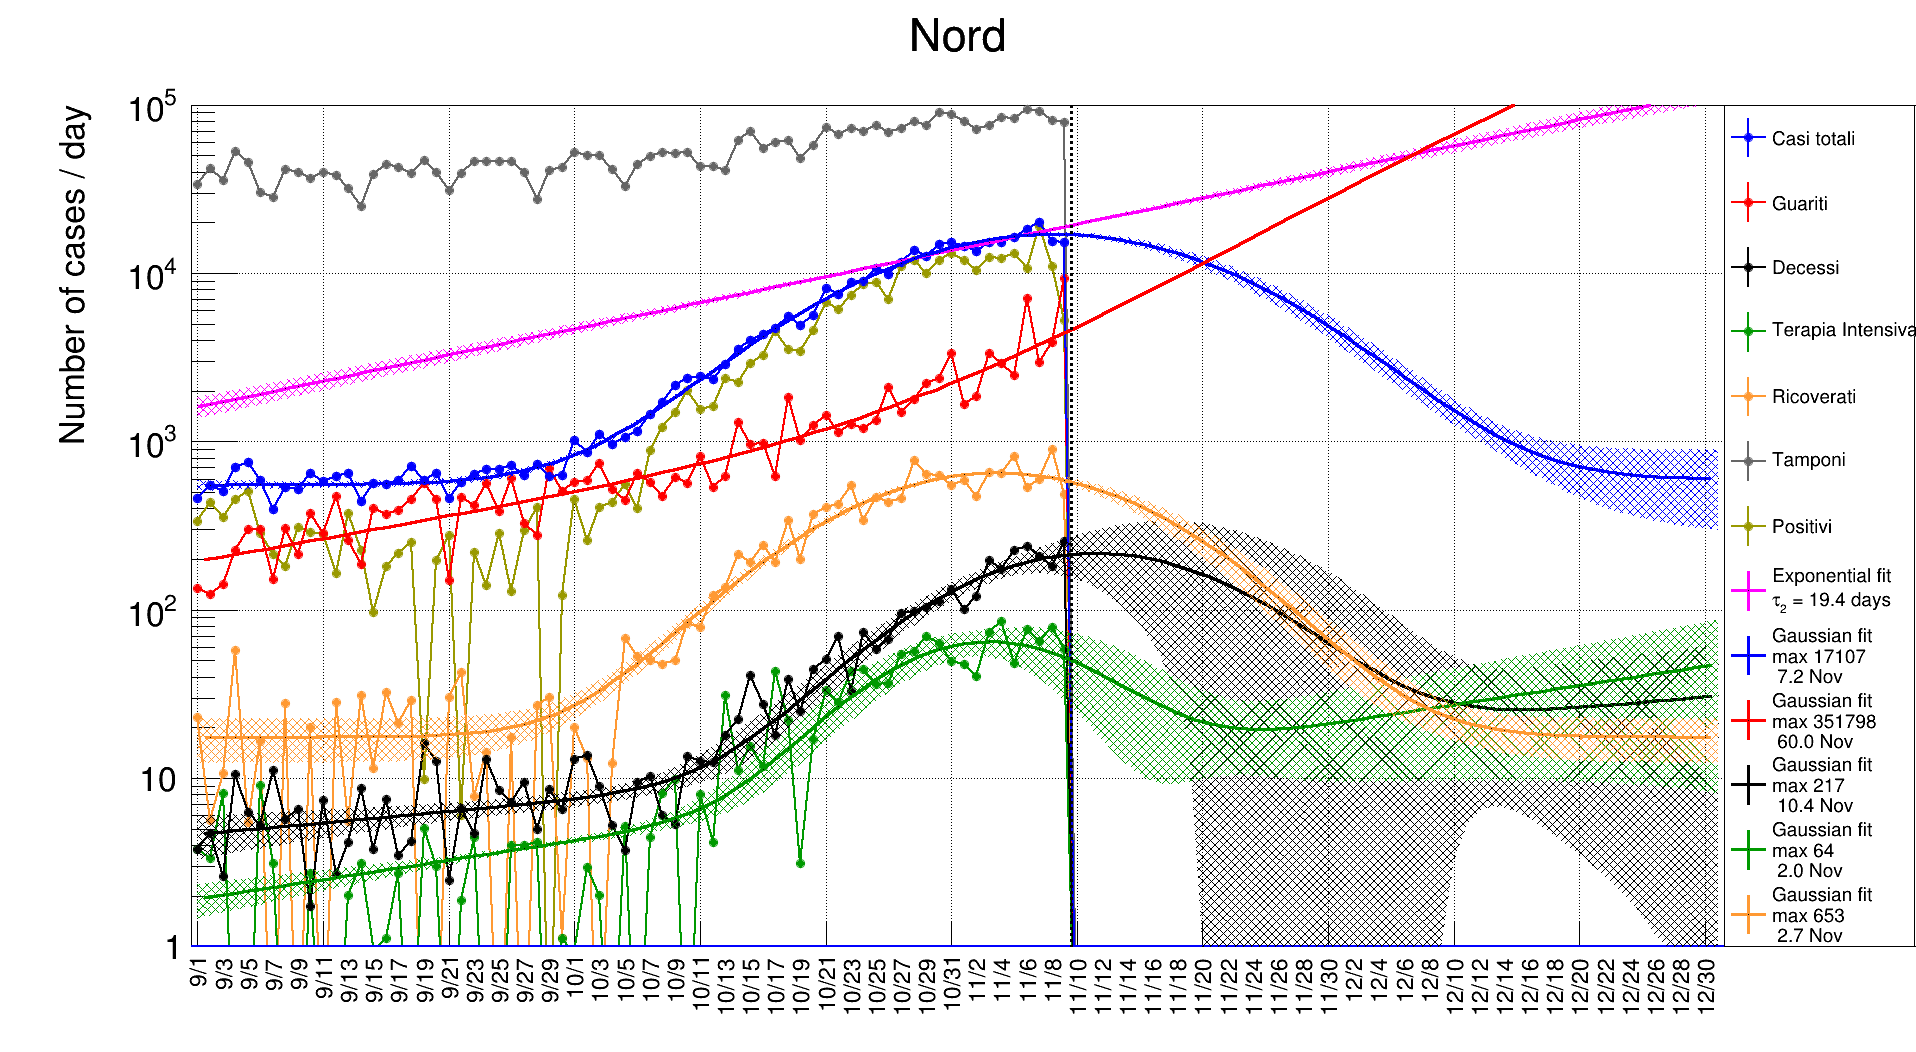 Nord
Number of cases / day
10^5
10^4
10^3
10^2
10
1
9/1
9/3
9/5
9/7
9/9
9/11
9/13
9/15
9/17
9/19
9/21
9/23
9/25
9/27
9/29
10/1
10/3
10/5
10/7
10/9
10/11
10/13
10/15
10/17
10/19
10/21
10/23
10/25
10/27
10/29
10/31
11/2
11/4
11/6
11/8
11/10
11/12
11/14
11/16
11/18
11/20
11/22
11/24
11/26
11/28
11/30
12/2
12/4
12/6
12/8
12/10
12/12
12/14
12/16
12/18
12/20
12/22
12/24
12/26
12/28
12/30
Casi totali
Guariti
Decessi
Terapia Intensiva
Ricoverati
Tamponi
Positivi
Exponential fit
τ_2 = 19.4 days
Gaussian fit
max 17107
7.2 Nov
Gaussian fit
max 351798
60.0 Nov
Gaussian fit
max 217
10.4 Nov
Gaussian fit
max 64
2.0 Nov
Gaussian fit
max 653
2.7 Nov